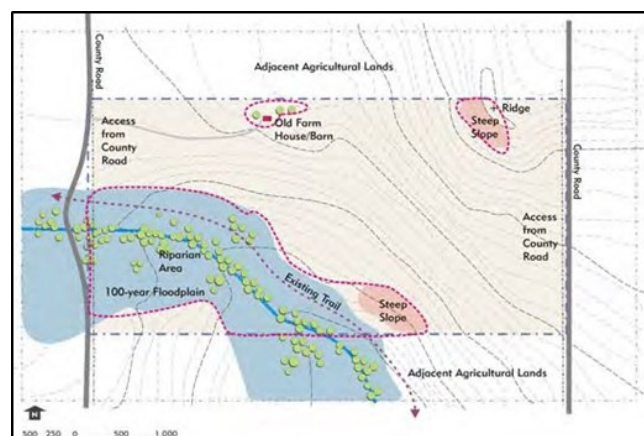 County Road
Adjacent Agricultural Lands
Ridge
Steep
Slope
Old Farm
House/Barn
Access
from
County
Road
County Road
Access
from
County
Road
Riparian
Area
100-year Floodplain
Existing Trail
Steep
Slope
Adjacent Agricultural Lands
N
500 250 0 500 1,000